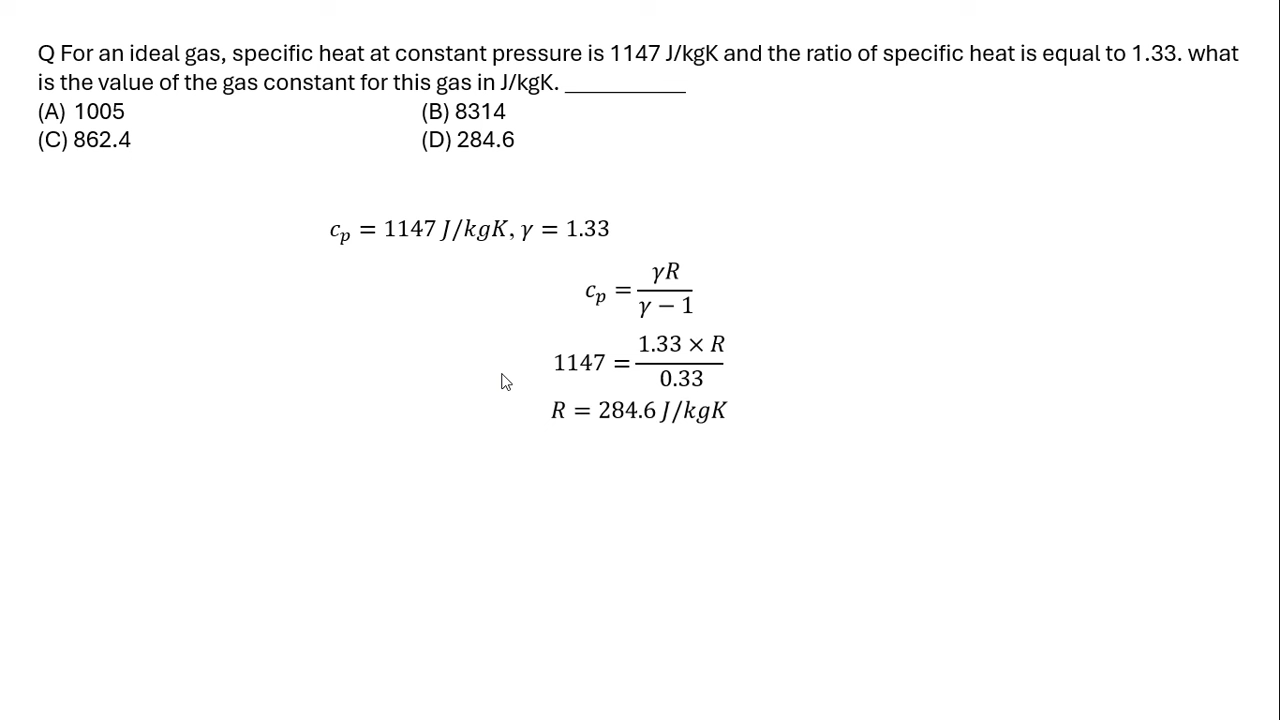 Q For an ideal gas, specific heat at constant pressure is 1147 J/kgK and the ratio of specific heat is equal to 1.33. what
is the value of the gas constant for this gas in J/kgK. ___________
(A) 1005 (B) 8314
(C) 862.4 (D) 284.6
c_p = 1147 J/kgK, γ = 1.33
c_p = γR / (γ − 1)
1147 = 1.33 × R / 0.33
R = 284.6 J/kgK